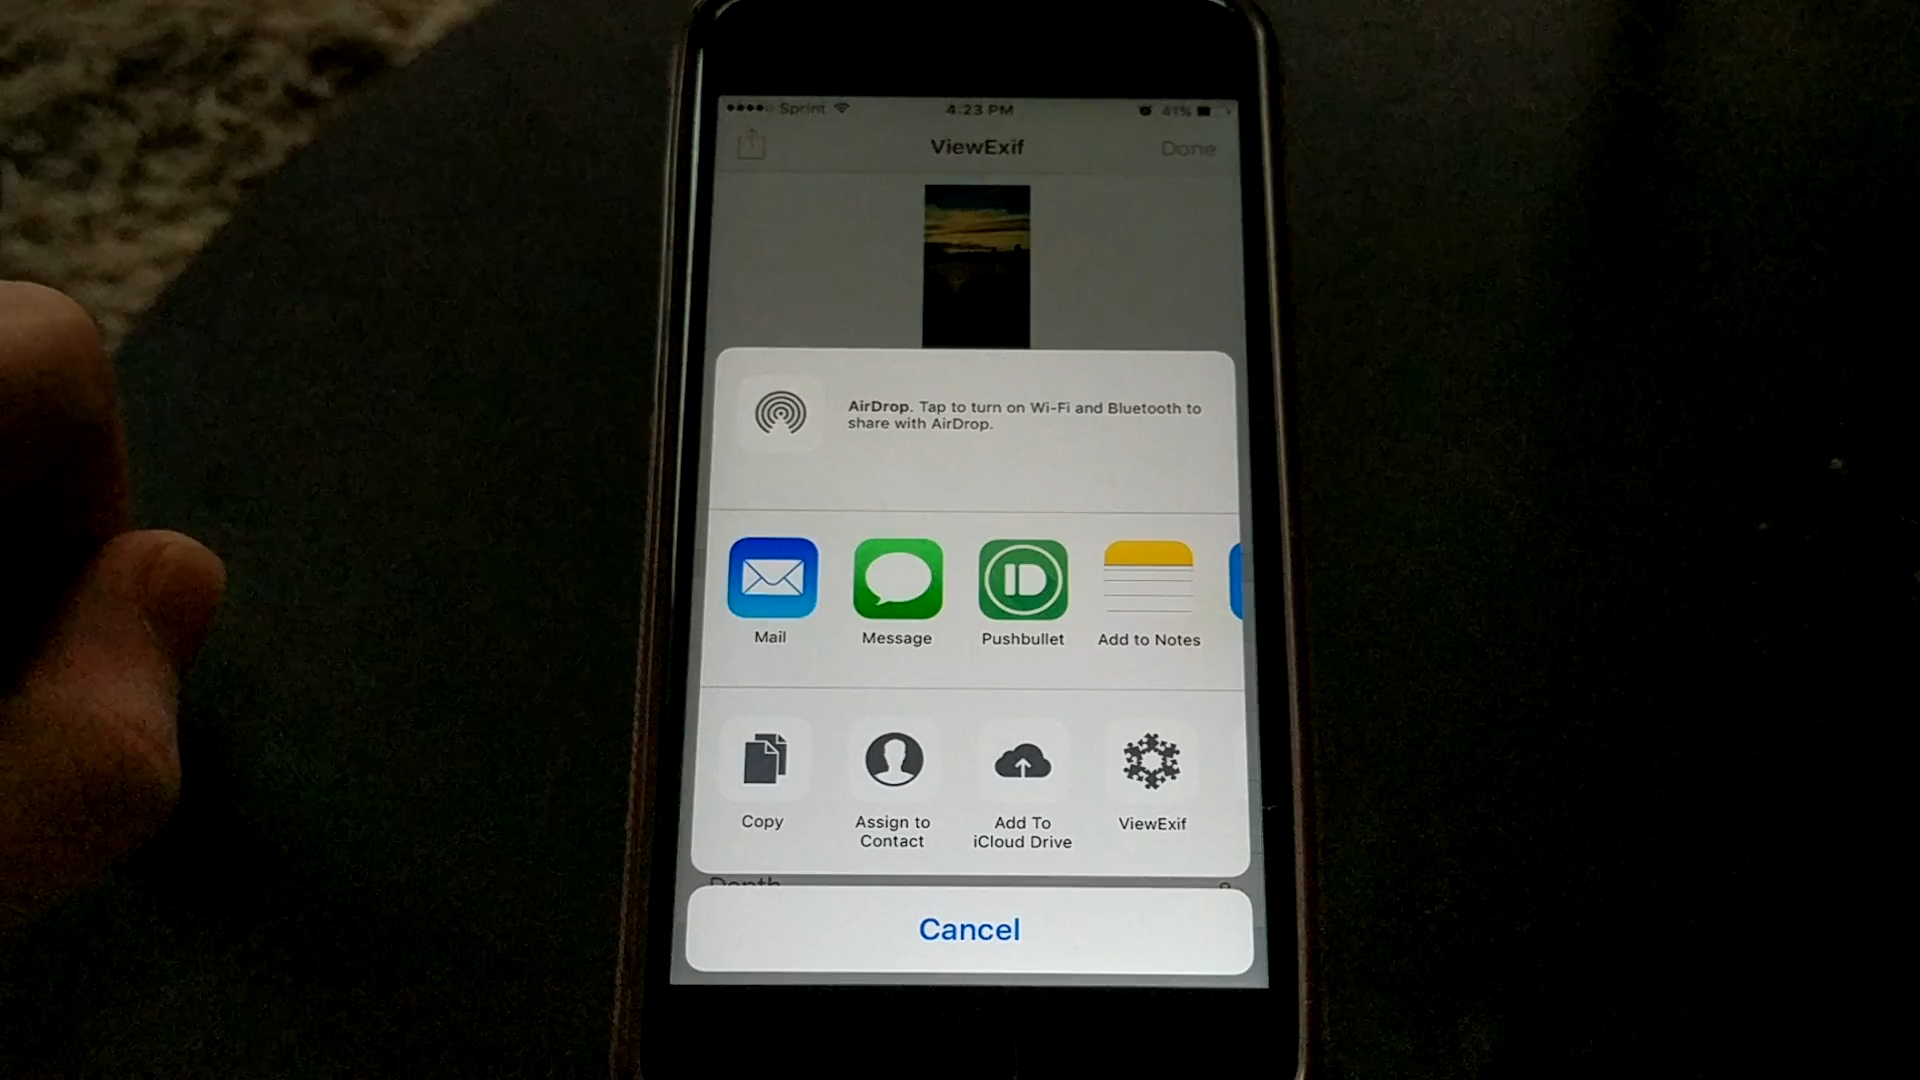 Sprint 4:23 PM 41%
ViewExif Done
AirDrop. Tap to turn on Wi-Fi and Bluetooth to
share with AirDrop.
Mail Message Pushbullet Add to Notes
Copy Assign to Contact Add To iCloud Drive ViewExif
Depth 8
Cancel